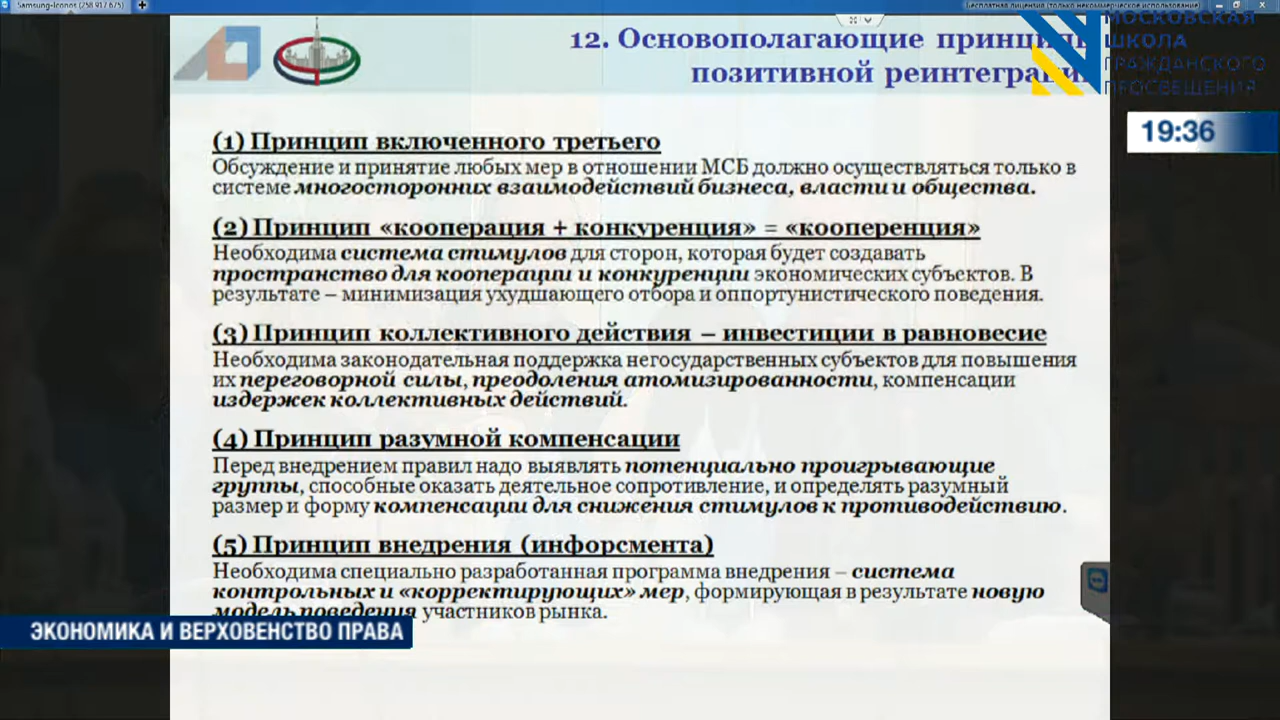 Samsung-Iconos (258 917 675)
Бесплатная лицензия (только некоммерческое использование)
12. Основополагающие
позитивной
МОСКОВСКАЯ
ШКОЛА
ГРАЖДАНСКОГО
ПРОСВЕЩЕНИЯ
19:36
(1) Принцип включенного третьего
Обсуждение и принятие любых мер в отношении МСБ должно осуществляться только в
системе многосторонних взаимодействий бизнеса, власти и общества.
(2) Принцип «кооперация + конкуренция» = «кооперенция»
Необходима система стимулов для сторон, которая будет создавать
пространство для кооперации и конкуренции экономических субъектов. В
результате – минимизация ухудшающего отбора и оппортунистического поведения.
(3) Принцип коллективного действия – инвестиции в равновесие
Необходима законодательная поддержка негосударственных субъектов для повышения
их переговорной силы, преодоления атомизированности, компенсации
издержек коллективных действий.
(4) Принцип разумной компенсации
Перед внедрением правил надо выявлять потенциально проигрывающие
группы, способные оказать деятельное сопротивление, и определять разумный
размер и форму компенсации для снижения стимулов к противодействию.
(5) Принцип внедрения (инфорсмента)
Необходима специально разработанная программа внедрения – система
контрольных и «корректирующих» мер, формирующая в результате новую
модель поведения участников рынка.
ЭКОНОМИКА И ВЕРХОВЕНСТВО ПРАВА